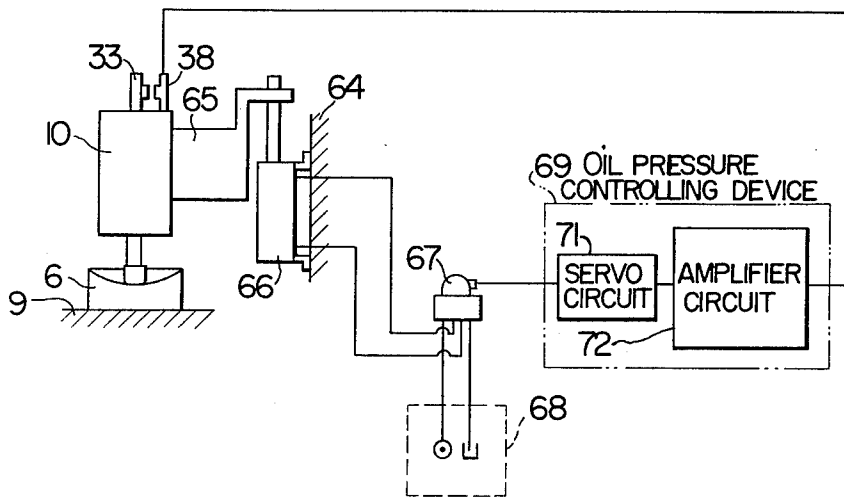 33
38
65
64
10
69 OIL PRESSURE
CONTROLLING DEVICE
71
67
SERVO
CIRCUIT
AMPLIFIER
CIRCUIT
6
66
9
72
68